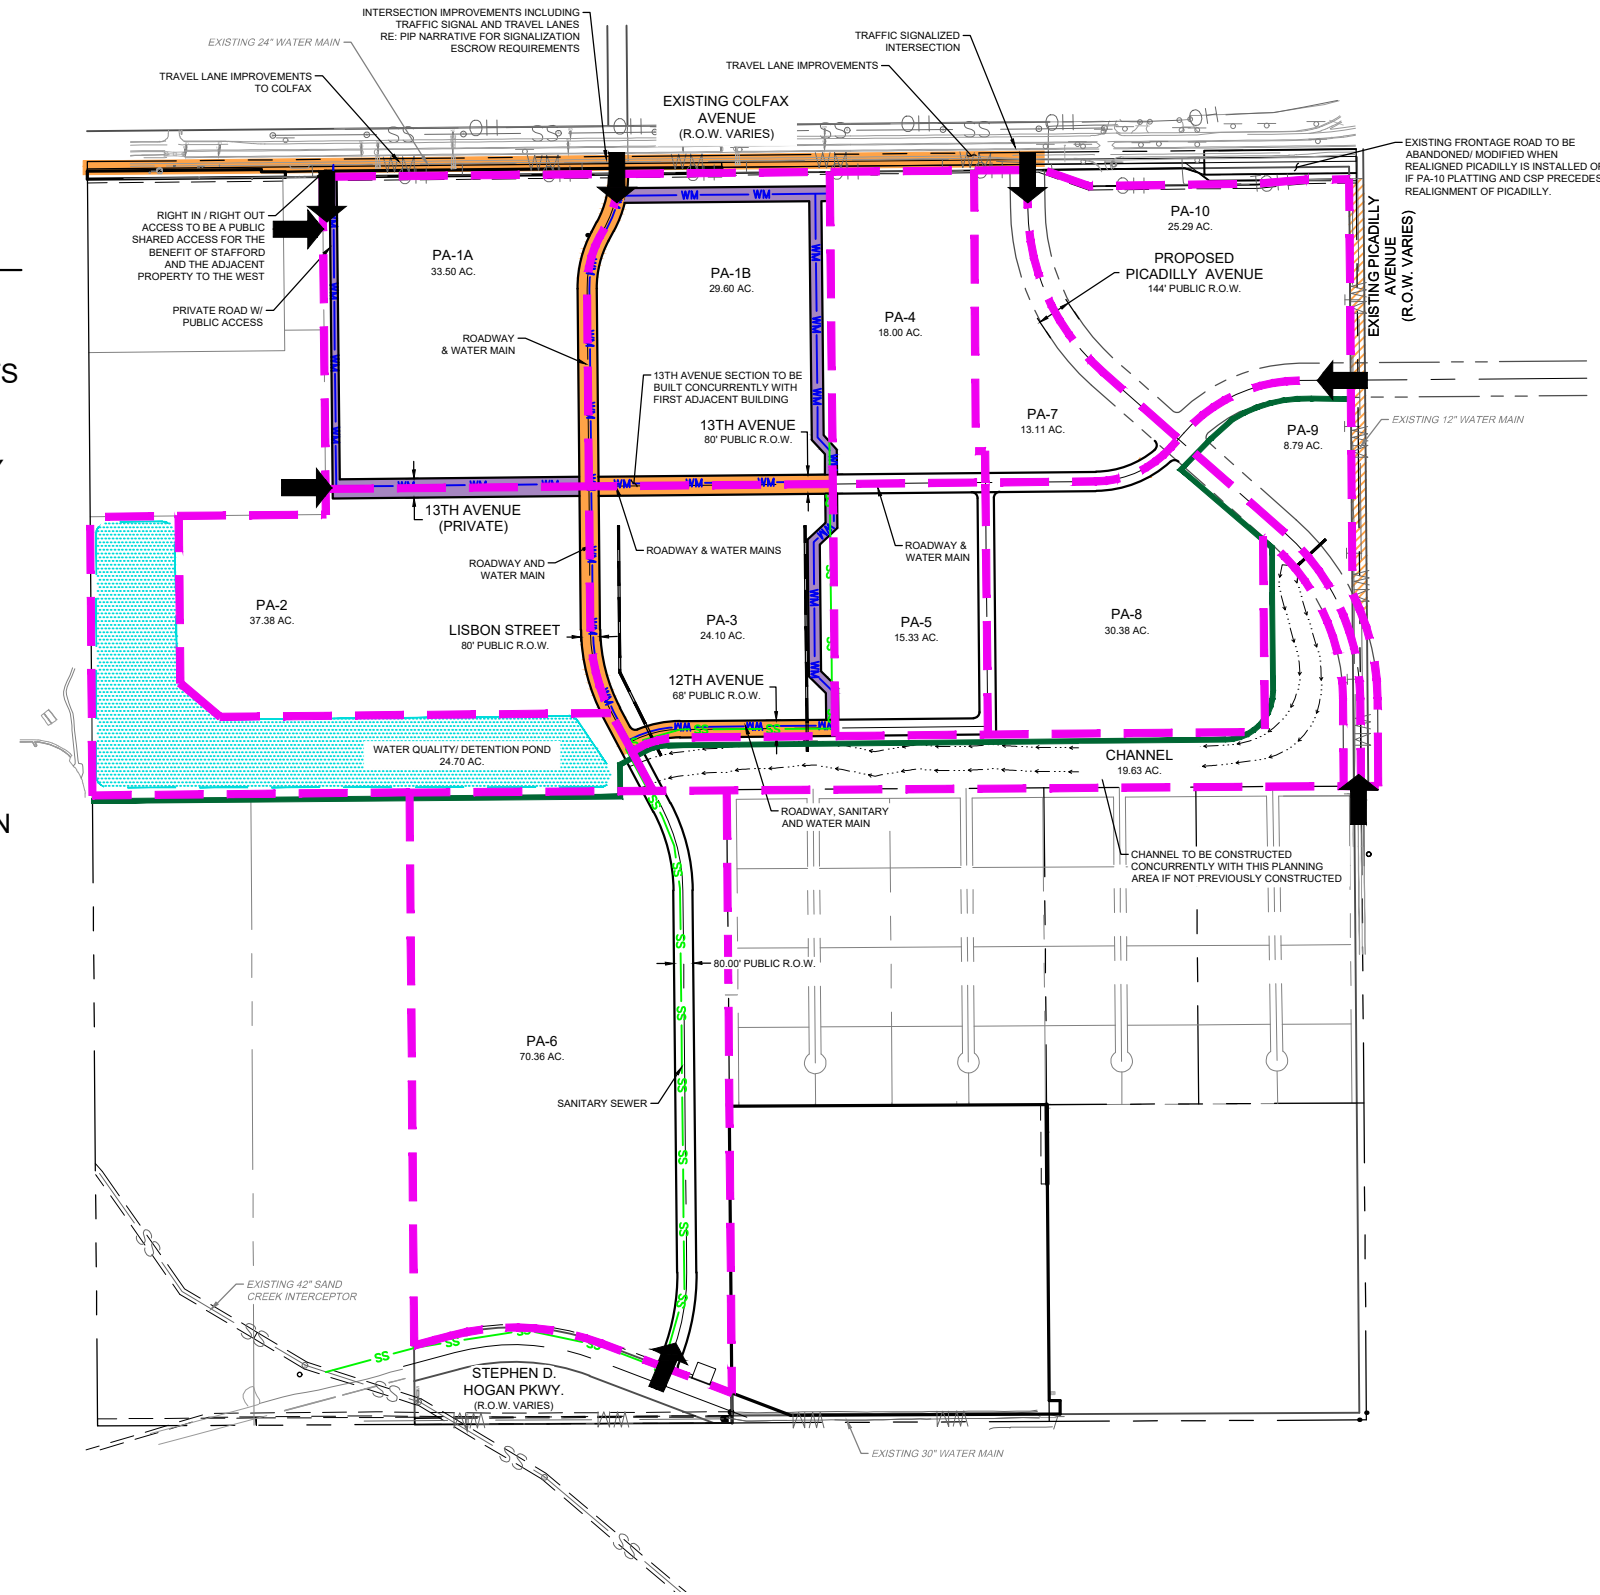 INTERSECTION IMPROVEMENTS INCLUDING
TRAFFIC SIGNAL AND TRAVEL LANES
RE: PIP NARRATIVE FOR SIGNALIZATION
ESCROW REQUIREMENTS
EXISTING 24" WATER MAIN
TRAVEL LANE IMPROVEMENTS
TO COLFAX
TRAFFIC SIGNALIZED
INTERSECTION
TRAVEL LANE IMPROVEMENTS
EXISTING COLFAX
AVENUE
(R.O.W. VARIES)
EXISTING FRONTAGE ROAD TO BE
ABANDONED/ MODIFIED WHEN
REALIGNED PICADILLY IS INSTALLED OR
IF PA-10 PLATTING AND CSP PRECEDES
REALIGNMENT OF PICADILLY.
RIGHT IN / RIGHT OUT
ACCESS TO BE A PUBLIC
SHARED ACCESS FOR THE
BENEFIT OF STAFFORD
AND THE ADJACENT
PROPERTY TO THE WEST
PRIVATE ROAD W/
PUBLIC ACCESS
PA-1A
33.50 AC.
PA-1B
29.60 AC.
PA-4
18.00 AC.
PROPOSED
PICADILLY AVENUE
144' PUBLIC R.O.W.
PA-10
25.29 AC.
EXISTING PICADILLY
AVENUE
(R.O.W. VARIES)
ROADWAY
& WATER MAIN
13TH AVENUE SECTION TO BE
BUILT CONCURRENTLY WITH
FIRST ADJACENT BUILDING
13TH AVENUE
80' PUBLIC R.O.W.
PA-7
13.11 AC.
PA-9
8.79 AC.
EXISTING 12" WATER MAIN
13TH AVENUE
(PRIVATE)
ROADWAY & WATER MAINS
ROADWAY AND
WATER MAIN
ROADWAY &
WATER MAIN
PA-2
37.38 AC.
LISBON STREET
80' PUBLIC R.O.W.
PA-3
24.10 AC.
PA-5
15.33 AC.
PA-8
30.38 AC.
12TH AVENUE
68' PUBLIC R.O.W.
WATER QUALITY/ DETENTION POND
24.70 AC.
CHANNEL
19.63 AC.
ROADWAY, SANITARY
AND WATER MAIN
CHANNEL TO BE CONSTRUCTED
CONCURRENTLY WITH THIS PLANNING
AREA IF NOT PREVIOUSLY CONSTRUCTED
80.00' PUBLIC R.O.W.
PA-6
70.36 AC.
SANITARY SEWER
EXISTING 42" SAND
CREEK INTERCEPTOR
STEPHEN D.
HOGAN PKWY.
(R.O.W. VARIES)
EXISTING 30" WATER MAIN